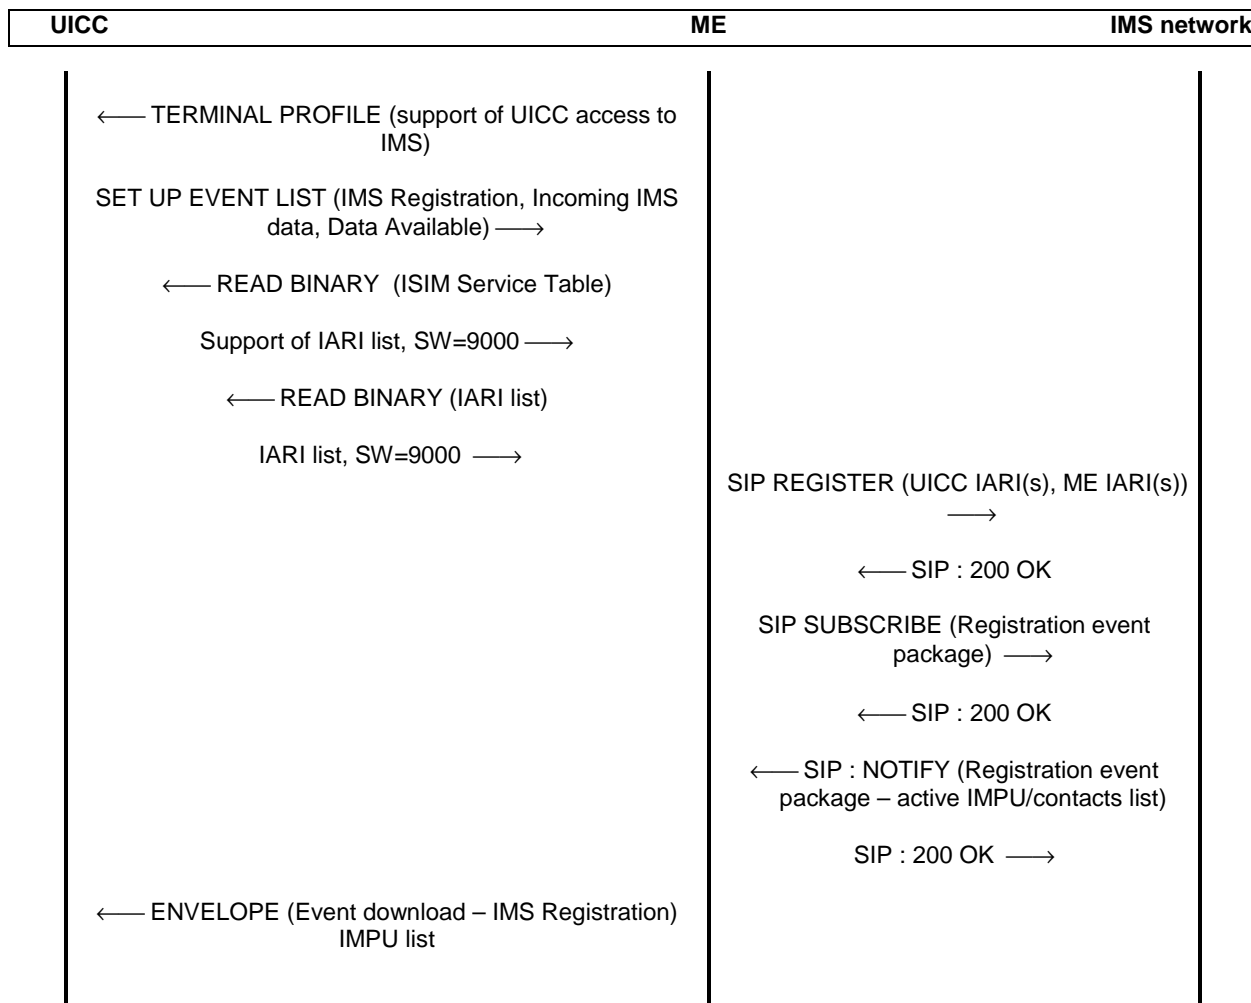 UICC ME IMS network
←── TERMINAL PROFILE (support of UICC access to
IMS)
SET UP EVENT LIST (IMS Registration, Incoming IMS
data, Data Available) ──→
←── READ BINARY  (ISIM Service Table)
Support of IARI list, SW=9000 ──→
←── READ BINARY (IARI list)
IARI list, SW=9000 ──→
SIP REGISTER (UICC IARI(s), ME IARI(s))
──→
←── SIP : 200 OK
SIP SUBSCRIBE (Registration event
package) ──→
←── SIP : 200 OK
←── SIP : NOTIFY (Registration event
package – active IMPU/contacts list)
SIP : 200 OK ──→
←── ENVELOPE (Event download – IMS Registration)
IMPU list